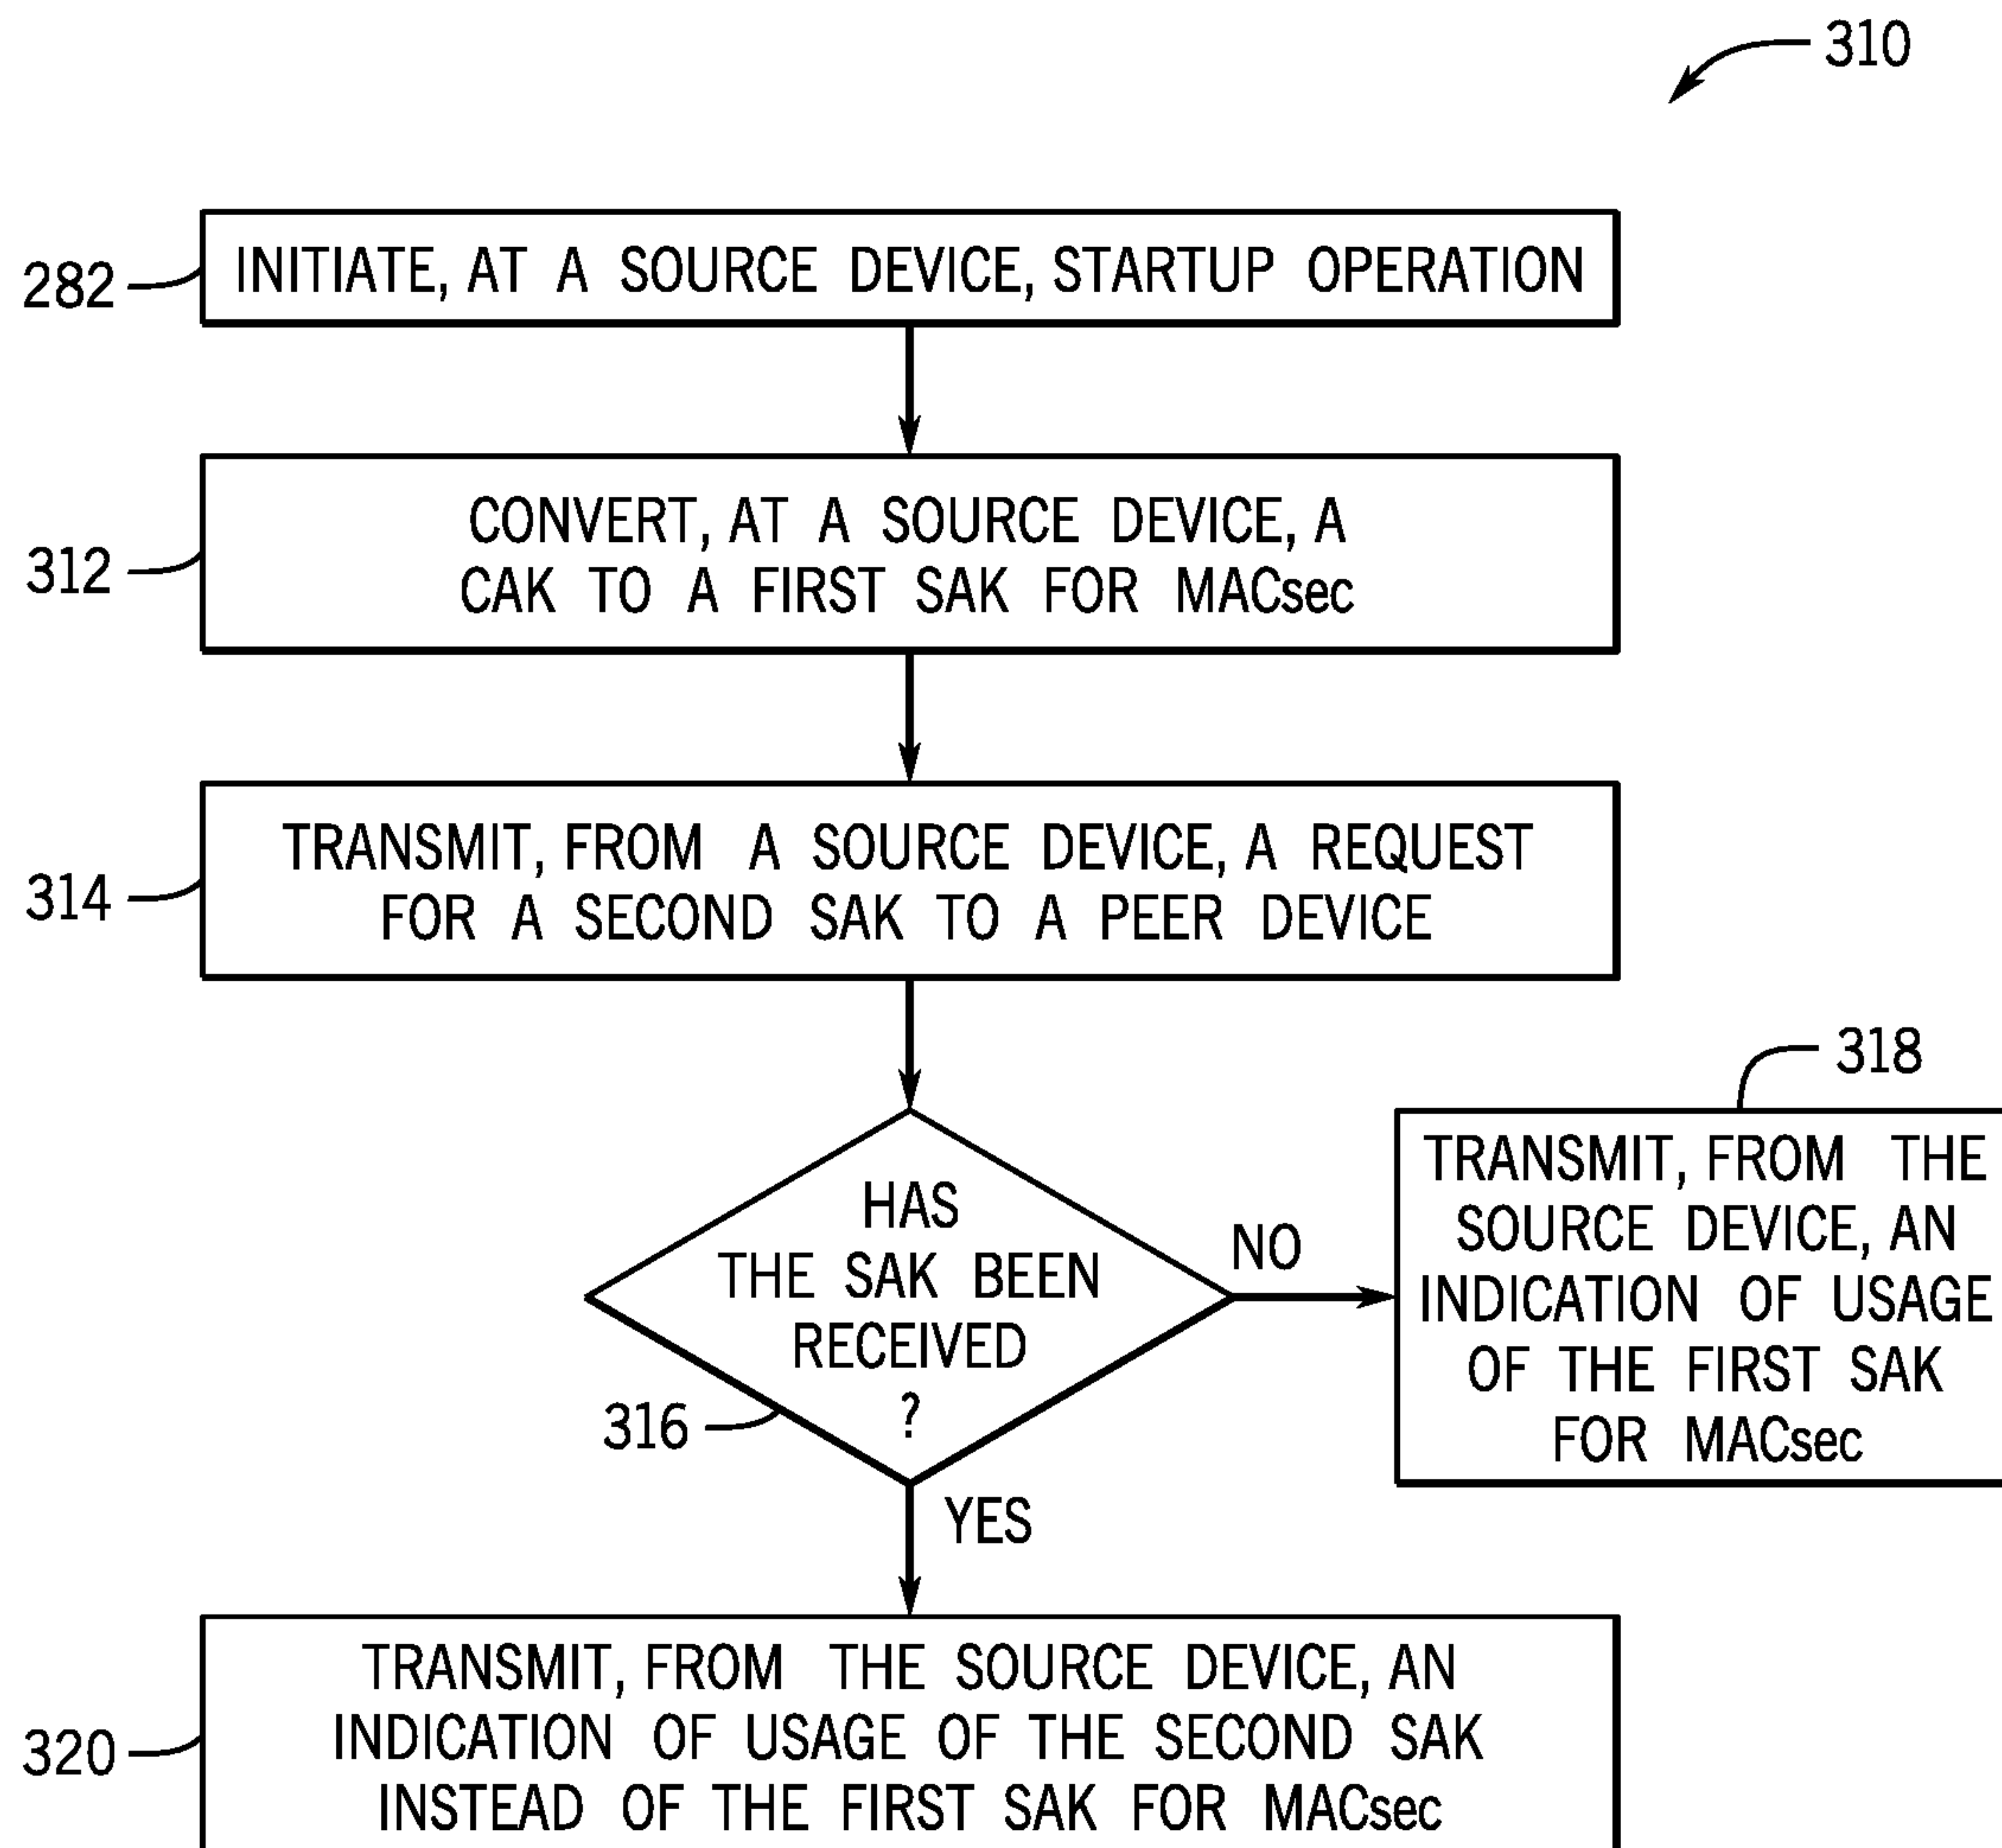 310
282
INITIATE, AT A SOURCE DEVICE, STARTUP OPERATION
312
CONVERT, AT A SOURCE DEVICE, A
CAK TO A FIRST SAK FOR MACsec
314
TRANSMIT, FROM A SOURCE DEVICE, A REQUEST
FOR A SECOND SAK TO A PEER DEVICE
318
TRANSMIT, FROM THE
SOURCE DEVICE, AN
INDICATION OF USAGE
OF THE FIRST SAK
FOR MACsec
HAS
THE SAK BEEN
RECEIVED
?
NO
316
YES
320
TRANSMIT, FROM THE SOURCE DEVICE, AN
INDICATION OF USAGE OF THE SECOND SAK
INSTEAD OF THE FIRST SAK FOR MACsec